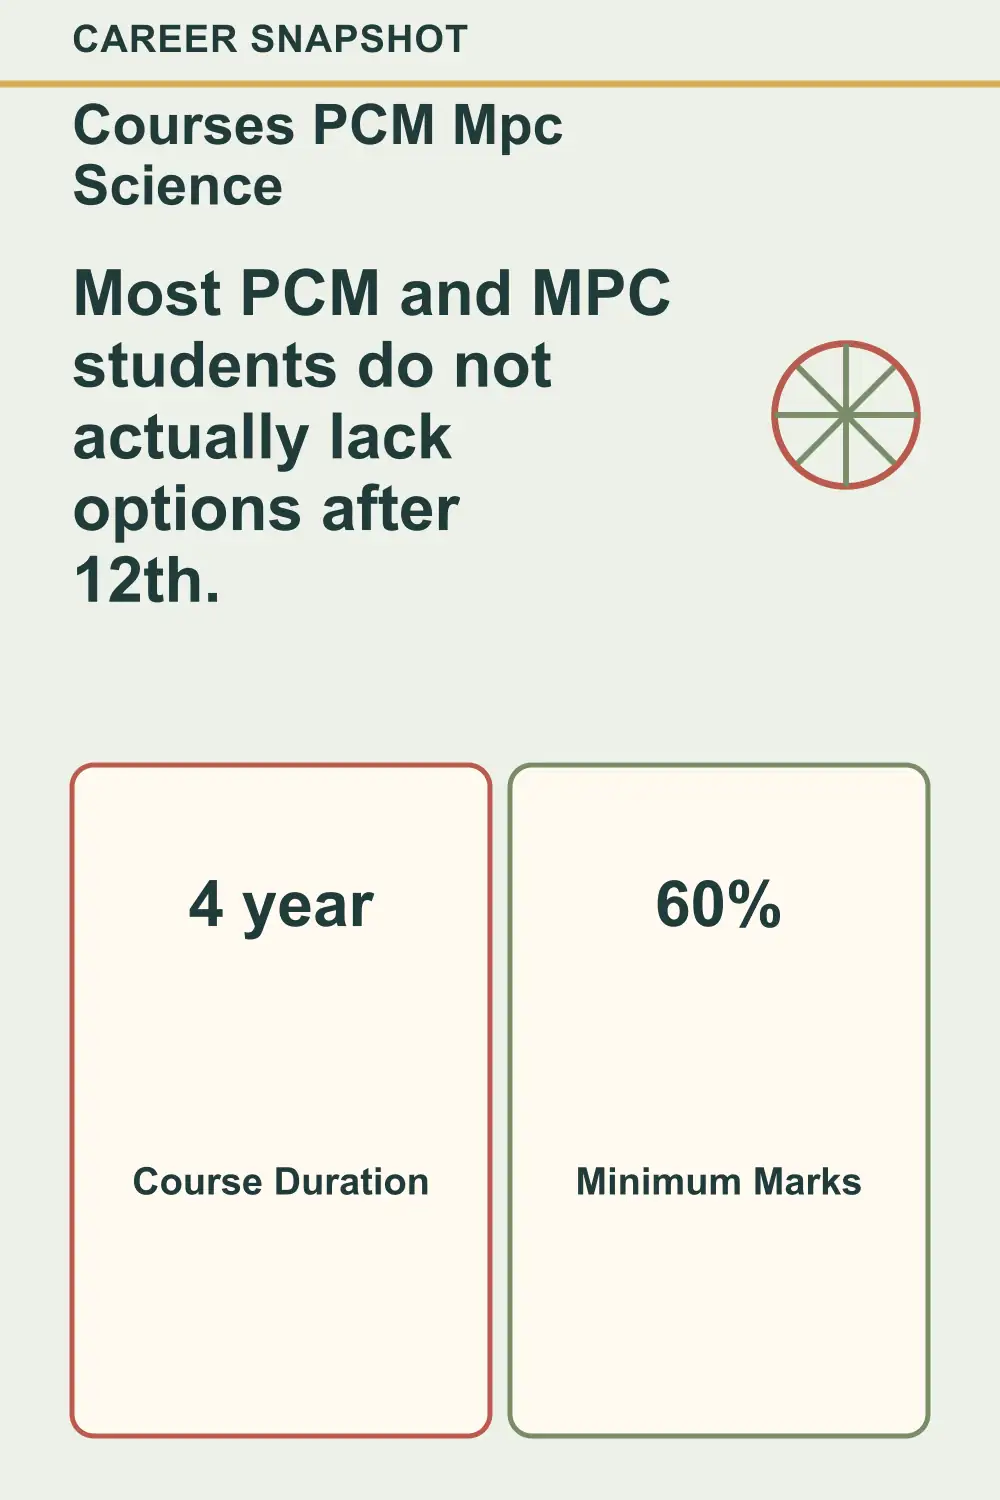 CAREER SNAPSHOT
Courses PCM Mpc
Science
Most PCM and MPC
students do not
actually lack
options after
12th.
4 year
60%
Course Duration
Minimum Marks